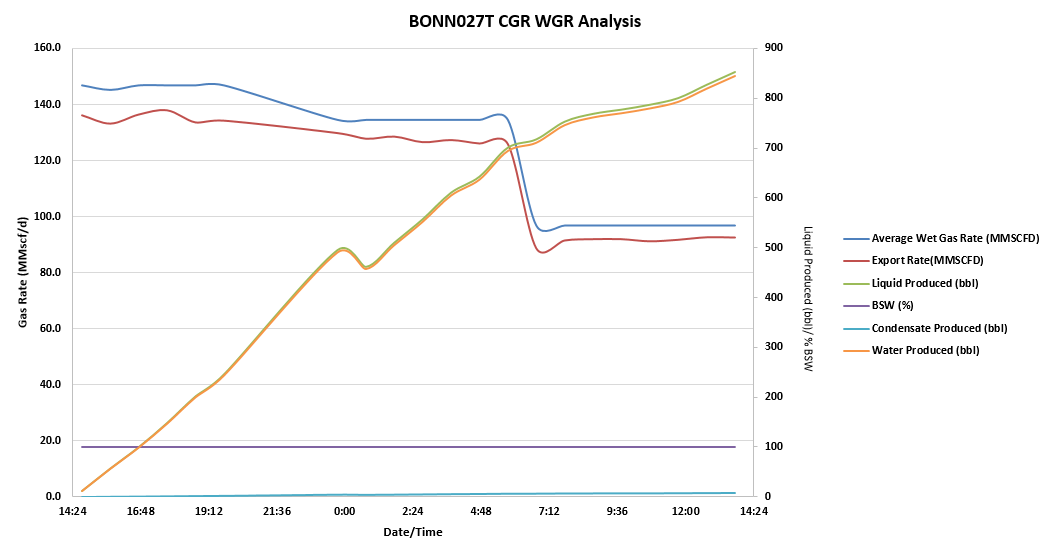 BONN027T CGR WGR Analysis
160.0
140.0
120.0
100.0
80.0
60.0
40.0
20.0
0.0
Gas Rate (MMscf/d)
900
800
700
600
500
400
300
200
100
0
Liquid Produced (bbl)/ % BSW
14:24 16:48 19:12 21:36 0:00 2:24 4:48 7:12 9:36 12:00 14:24
Date/Time
Average Wet Gas Rate (MMSCFD)
Export Rate(MMSCFD)
Liquid Produced (bbl)
BSW (%)
Condensate Produced (bbl)
Water Produced (bbl)